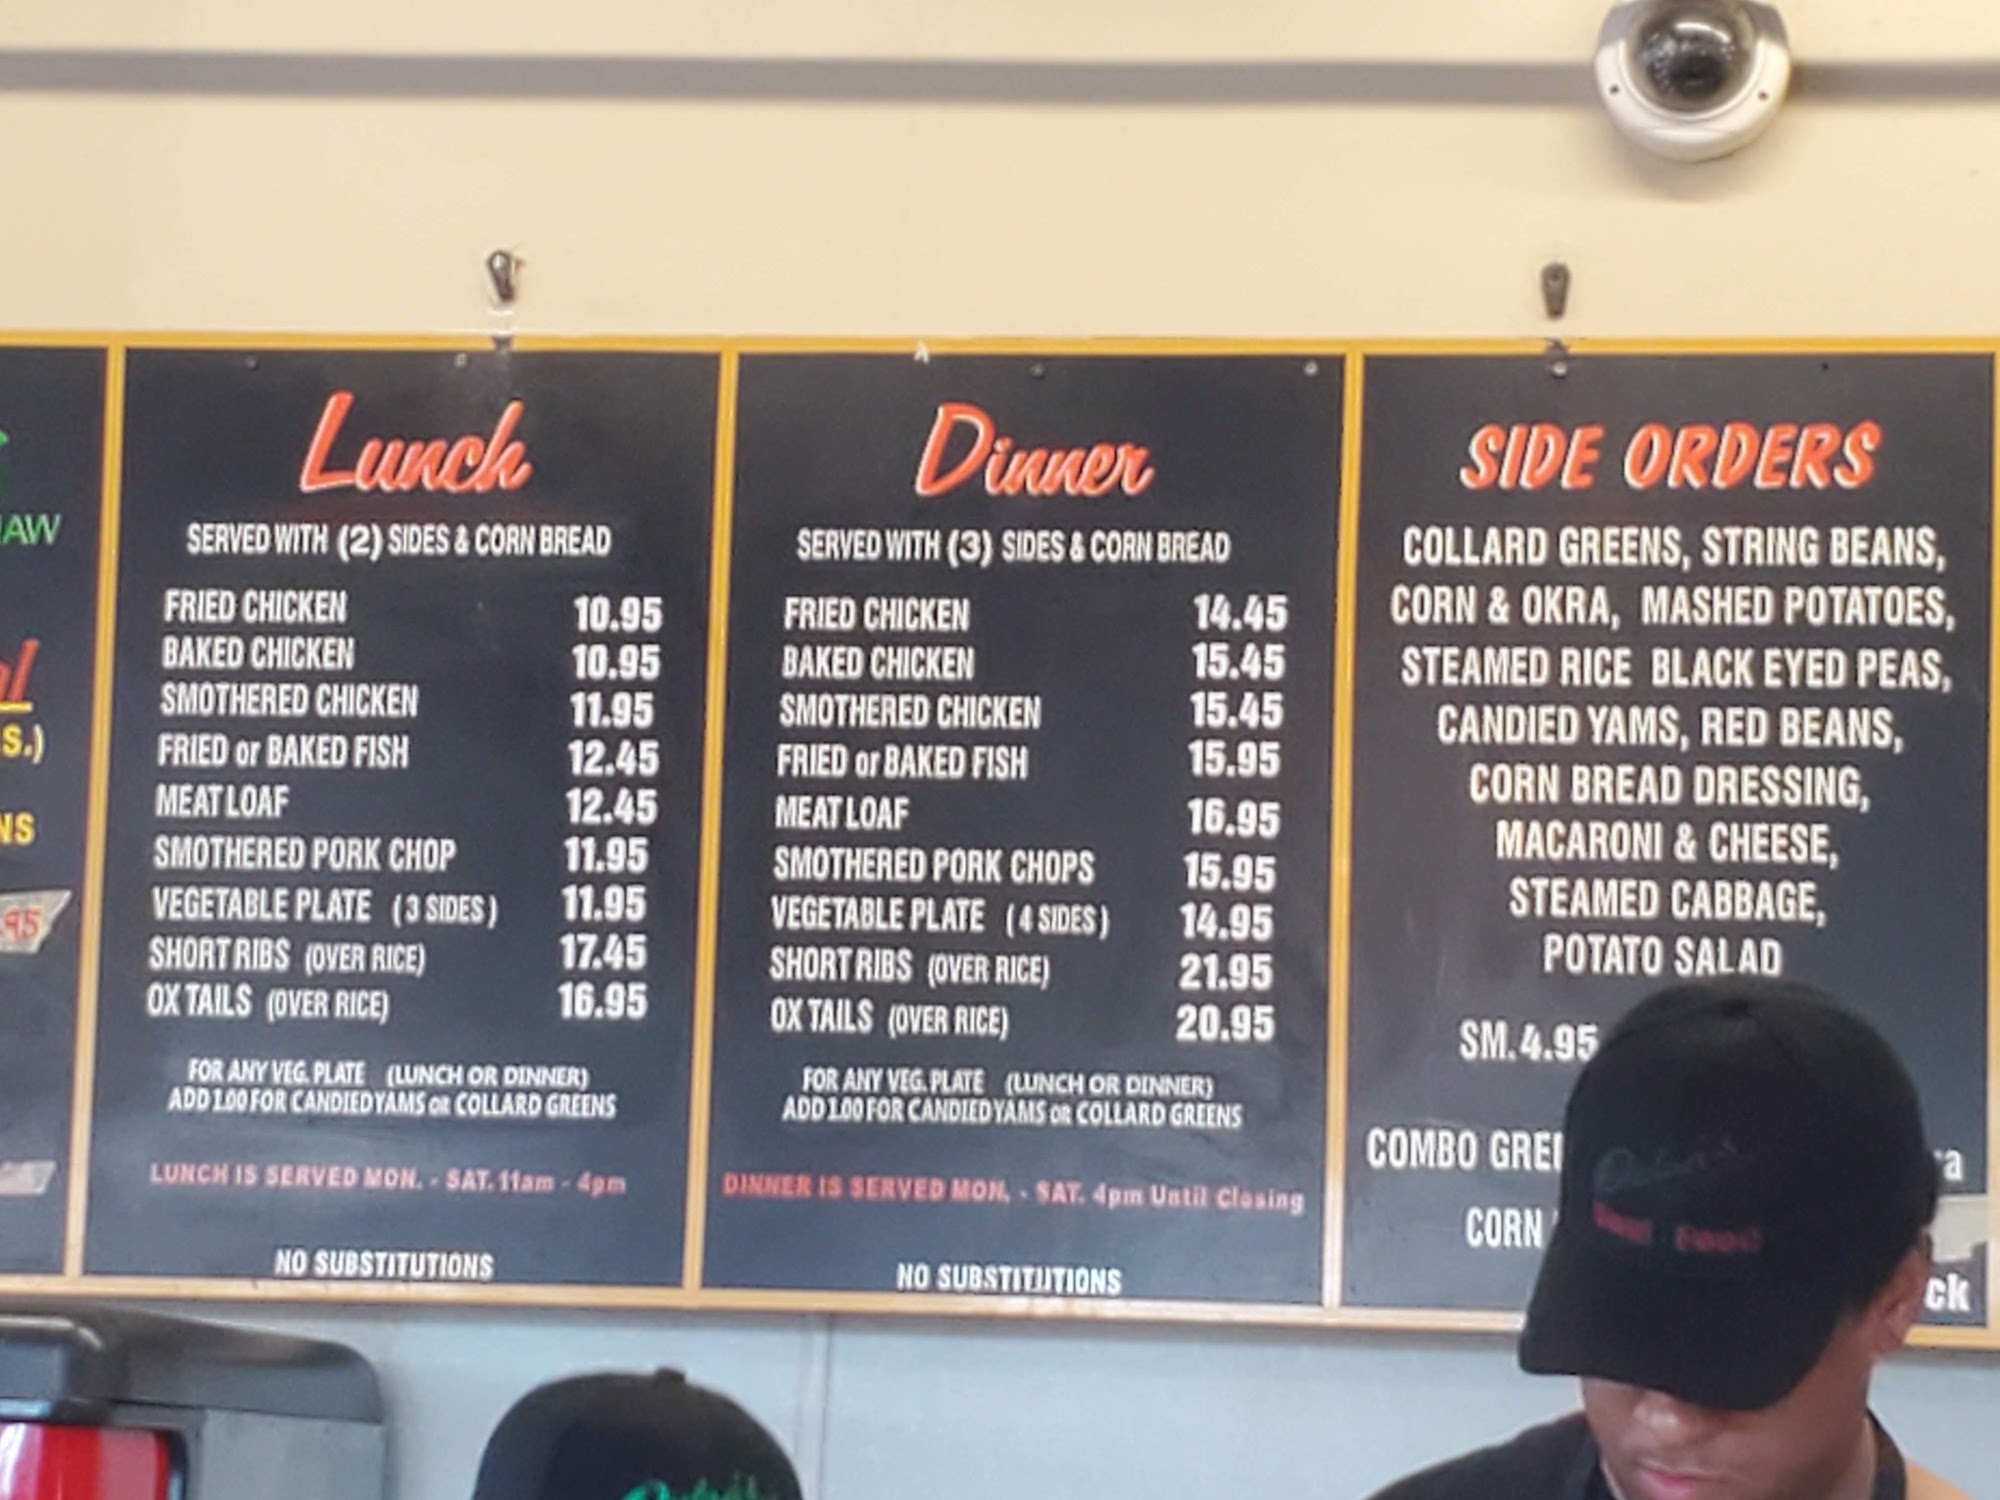 AW
S.)
NS
95
Lunch
SERVED WITH (2) SIDES & CORN BREAD
FRIED CHICKEN 10.95
BAKED CHICKEN 10.95
SMOTHERED CHICKEN 11.95
FRIED or BAKED FISH 12.45
MEAT LOAF 12.45
SMOTHERED PORK CHOP 11.95
VEGETABLE PLATE (3 SIDES) 11.95
SHORT RIBS (OVER RICE) 17.45
OX TAILS (OVER RICE) 16.95
FOR ANY VEG. PLATE (LUNCH OR DINNER)
ADD 1.00 FOR CANDIED YAMS OR COLLARD GREENS
LUNCH IS SERVED MON. - SAT. 11am - 4pm
NO SUBSTITUTIONS
Dinner
SERVED WITH (3) SIDES & CORN BREAD
FRIED CHICKEN 14.45
BAKED CHICKEN 15.45
SMOTHERED CHICKEN 15.45
FRIED or BAKED FISH 15.95
MEAT LOAF 16.95
SMOTHERED PORK CHOPS 15.95
VEGETABLE PLATE (4 SIDES) 14.95
SHORT RIBS (OVER RICE) 21.95
OX TAILS (OVER RICE) 20.95
FOR ANY VEG. PLATE (LUNCH OR DINNER)
ADD 1.00 FOR CANDIED YAMS OR COLLARD GREENS
DINNER IS SERVED MON. - SAT. 4pm Until Closing
NO SUBSTITUTIONS
SIDE ORDERS
COLLARD GREENS, STRING BEANS,
CORN & OKRA, MASHED POTATOES,
STEAMED RICE BLACK EYED PEAS,
CANDIED YAMS, RED BEANS,
CORN BREAD DRESSING,
MACARONI & CHEESE,
STEAMED CABBAGE,
POTATO SALAD
SM. 4.95
COMBO GREE ra
CORN
ck